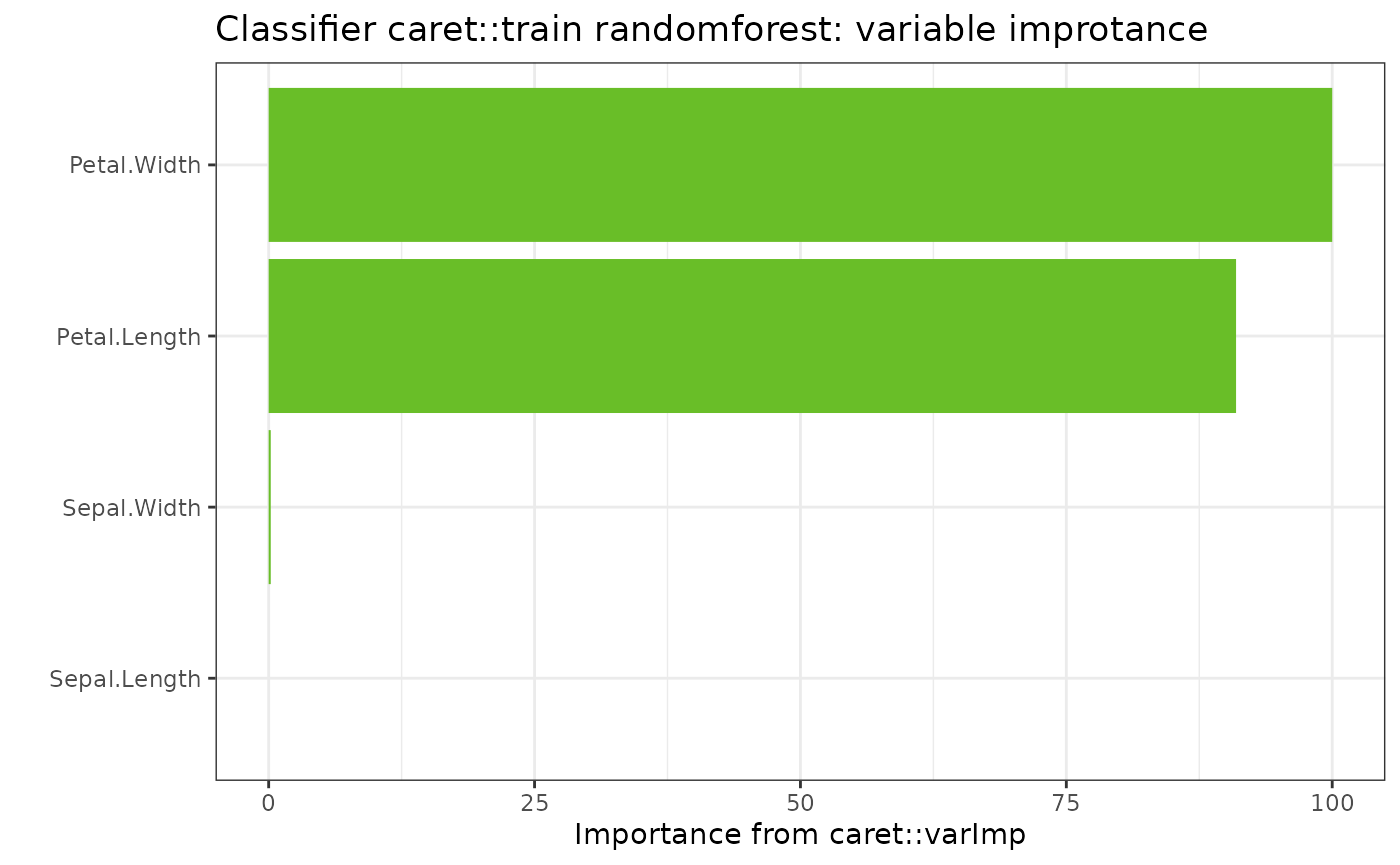 Classifier caret::train randomforest: variable improtance
Petal.Width
Petal.Length
Sepal.Width
Sepal.Length
0 25 50 75 100
Importance from caret::varImp